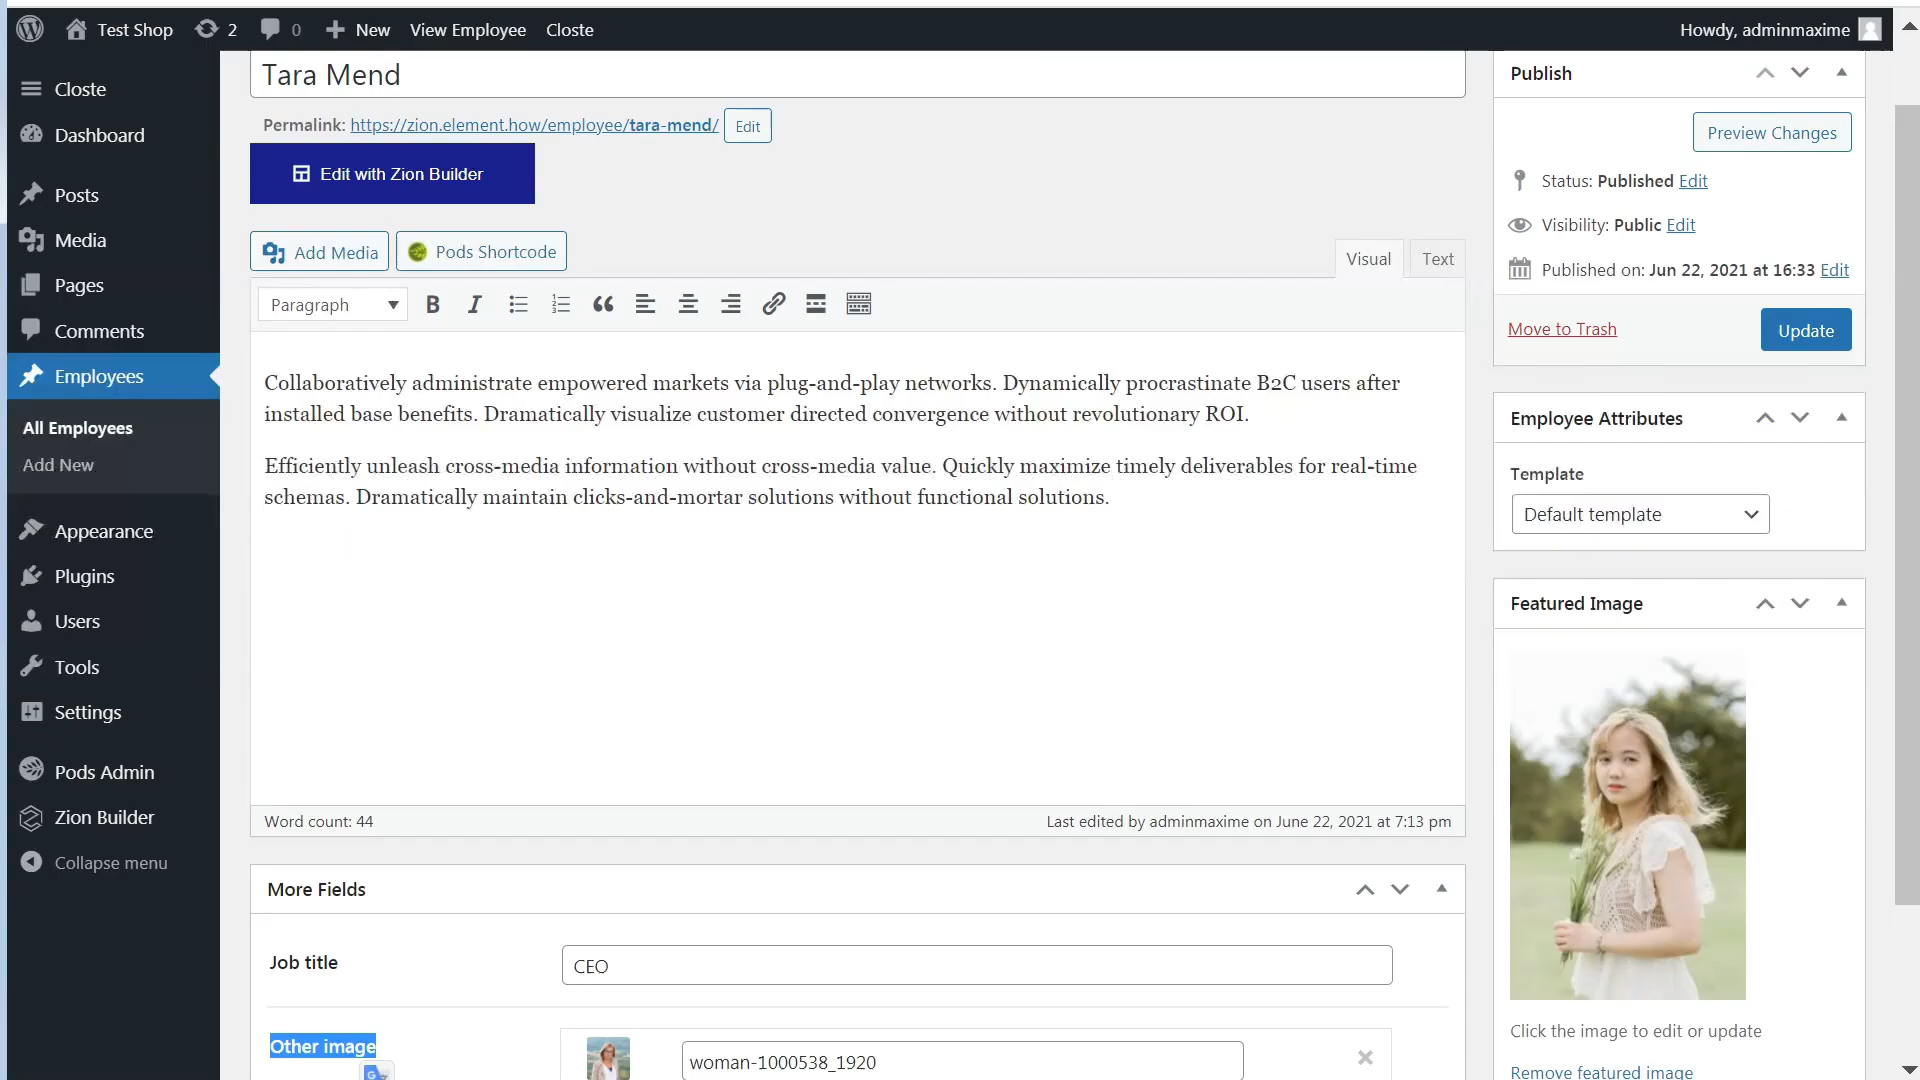 Test Shop 2 0 New View Employee Closte Howdy, adminmaxime
Closte
Dashboard
Posts
Media
Pages
Comments
Employees
All Employees
Add New
Appearance
Plugins
Users
Tools
Settings
Pods Admin
Zion Builder
Collapse menu
Tara Mend
Permalink: https://zion.element.how/employee/tara-mend/ Edit
Edit with Zion Builder
Add Media Pods Shortcode
Visual Text
Paragraph
Collaboratively administrate empowered markets via plug-and-play networks. Dynamically procrastinate B2C users after
installed base benefits. Dramatically visualize customer directed convergence without revolutionary ROI.
Efficiently unleash cross-media information without cross-media value. Quickly maximize timely deliverables for real-time
schemas. Dramatically maintain clicks-and-mortar solutions without functional solutions.
Word count: 44 Last edited by adminmaxime on June 22, 2021 at 7:13 pm
More Fields
Job title CEO
Other image woman-1000538_1920
Publish
Preview Changes
Status: Published Edit
Visibility: Public Edit
Published on: Jun 22, 2021 at 16:33 Edit
Move to Trash Update
Employee Attributes
Template
Default template
Featured Image
Click the image to edit or update
Remove featured image